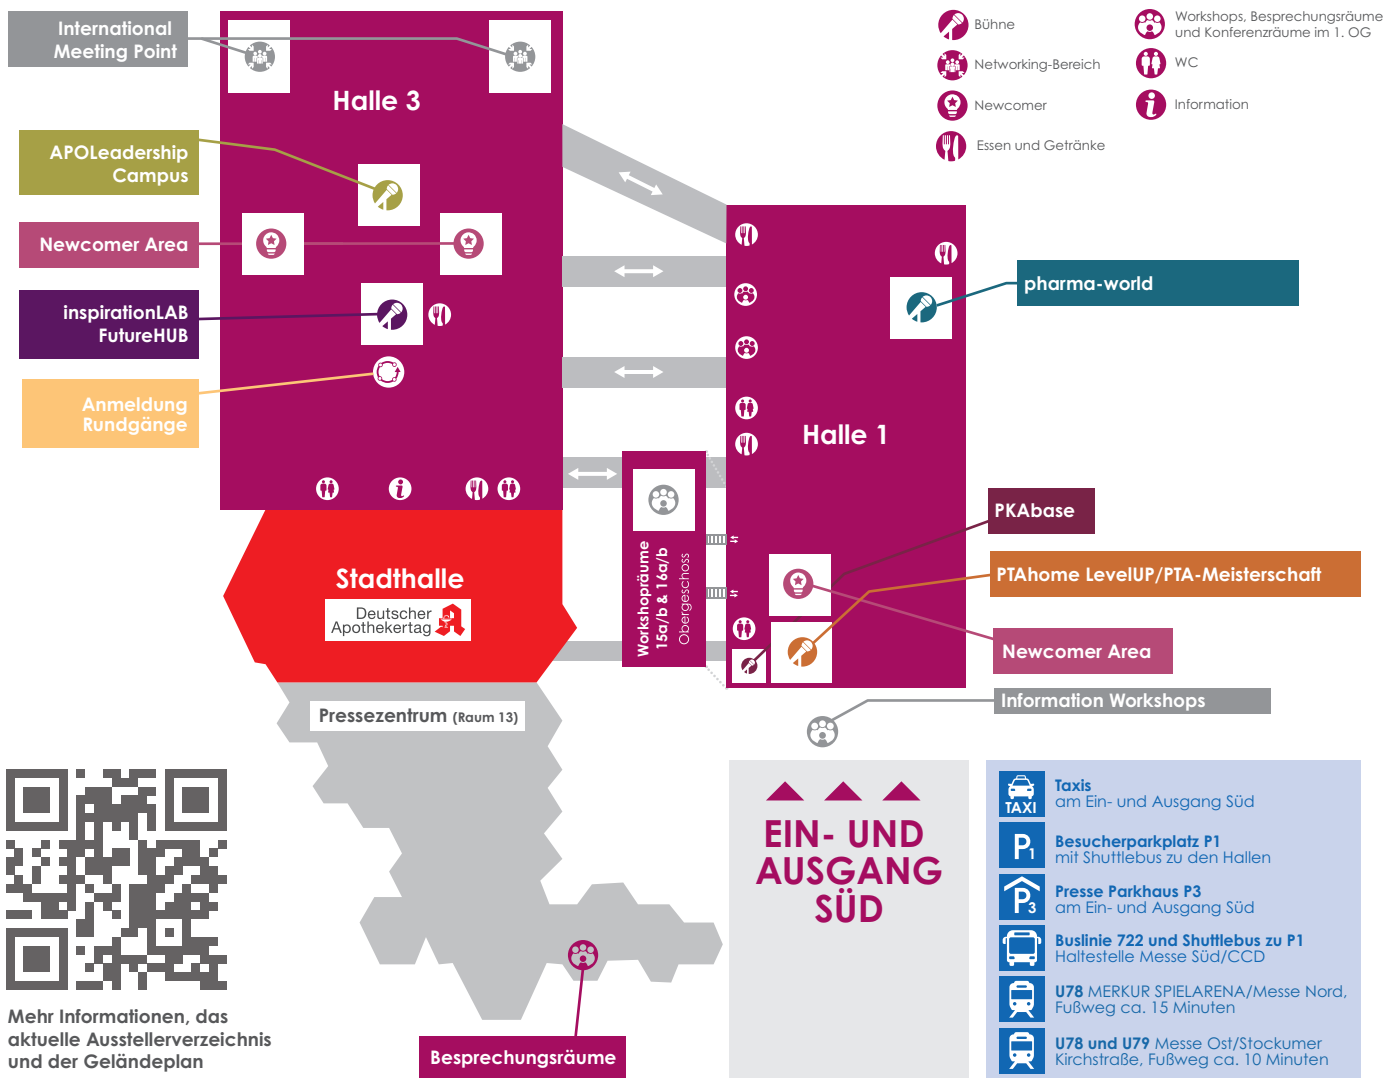 International
Meeting Point
Halle 3
APOLeadership
Campus
Newcomer Area
inspirationLAB
FutureHUB
Anmeldung
Rundgänge
Bühne
Networking-Bereich
Newcomer
Essen und Getränke
Workshops, Besprechungsräume
und Konferenzräume im 1. OG
WC
Information
pharma-world
Halle 1
PKAbase
PTAhome LevelUP/PTA-Meisterschaft
Newcomer Area
Information Workshops
Workshopräume
15a/b & 16a/b
Obergeschoss
Stadthalle
Deutscher
Apothekertag
Pressezentrum (Raum 13)
EIN- UND
AUSGANG
SÜD
Besprechungsräume
TAXI
Taxis
am Ein- und Ausgang Süd
P1
Besucherparkplatz P1
mit Shuttlebus zu den Hallen
P3
Presse Parkhaus P3
am Ein- und Ausgang Süd
Buslinie 722 und Shuttlebus zu P1
Haltestelle Messe Süd/CCD
U78 MERKUR SPIELARENA/Messe Nord,
Fußweg ca. 15 Minuten
U78 und U79 Messe Ost/Stockumer
Kirchstraße, Fußweg ca. 10 Minuten
Mehr Informationen, das
aktuelle Ausstellerverzeichnis
und der Geländeplan